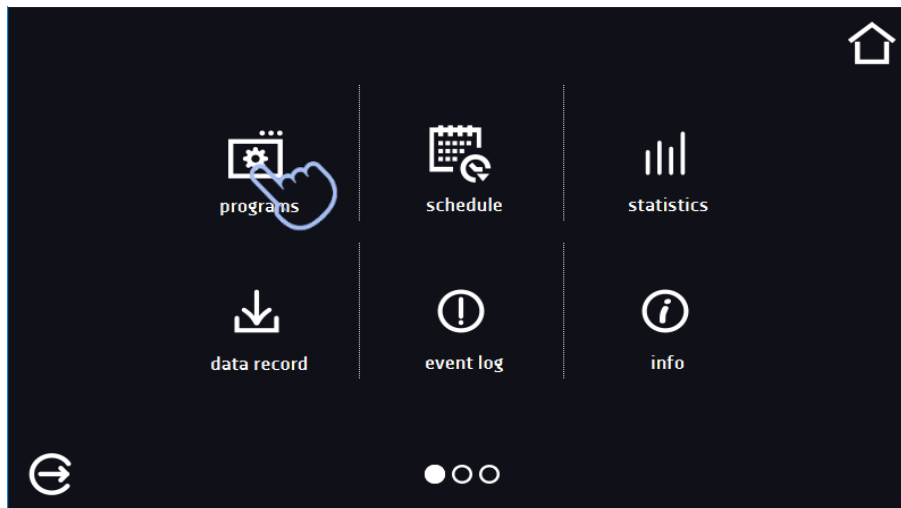 programs
schedule
statistics
data record
event log
info